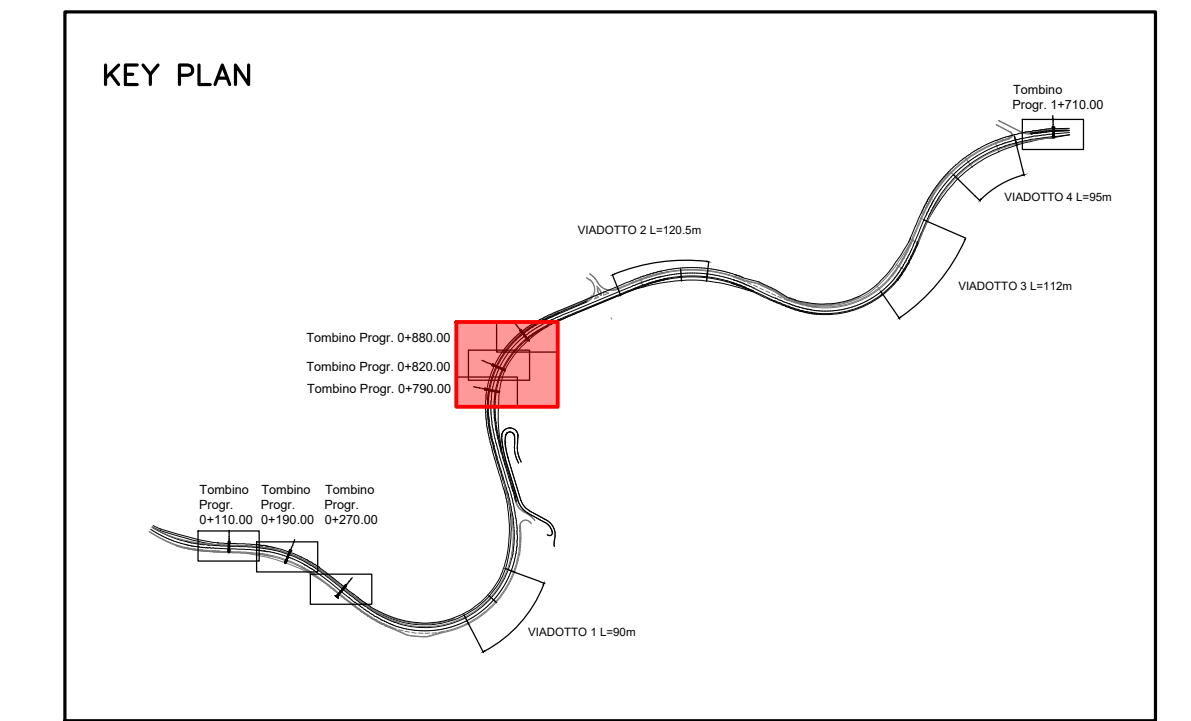 KEY PLAN
Tombino
Progr. 1+710.00
VIADOTTO 4 L=95m
VIADOTTO 2 L=120.5m
VIADOTTO 3 L=112m
Tombino Progr. 0+880.00
Tombino Progr. 0+820.00
Tombino Progr. 0+790.00
Tombino
Progr.
0+110.00
Tombino
Progr.
0+190.00
Tombino
Progr.
0+270.00
VIADOTTO 1 L=90m